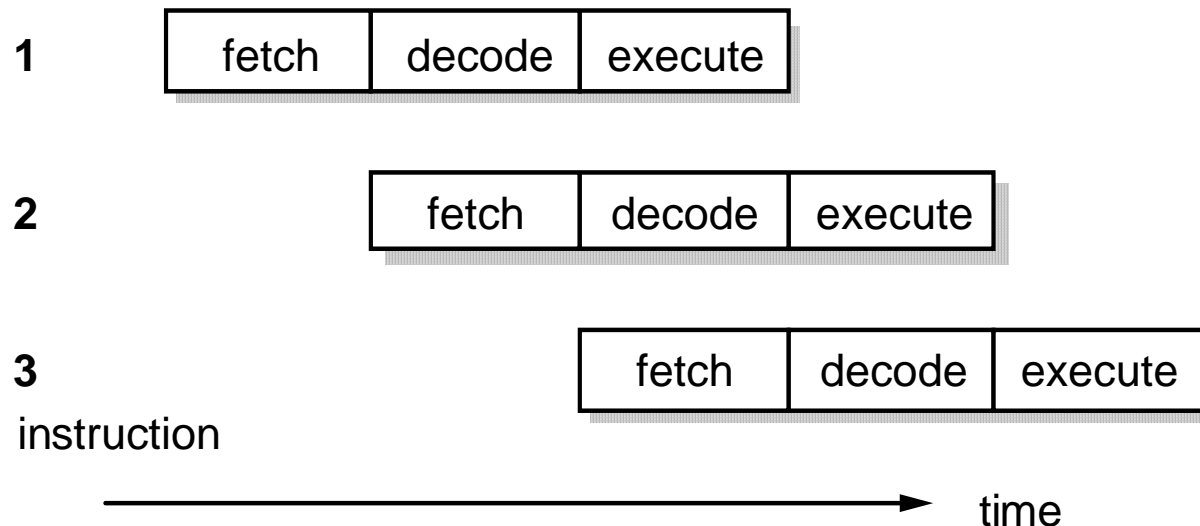 1 fetch decode execute
2 fetch decode execute
3 fetch decode execute
instruction
time